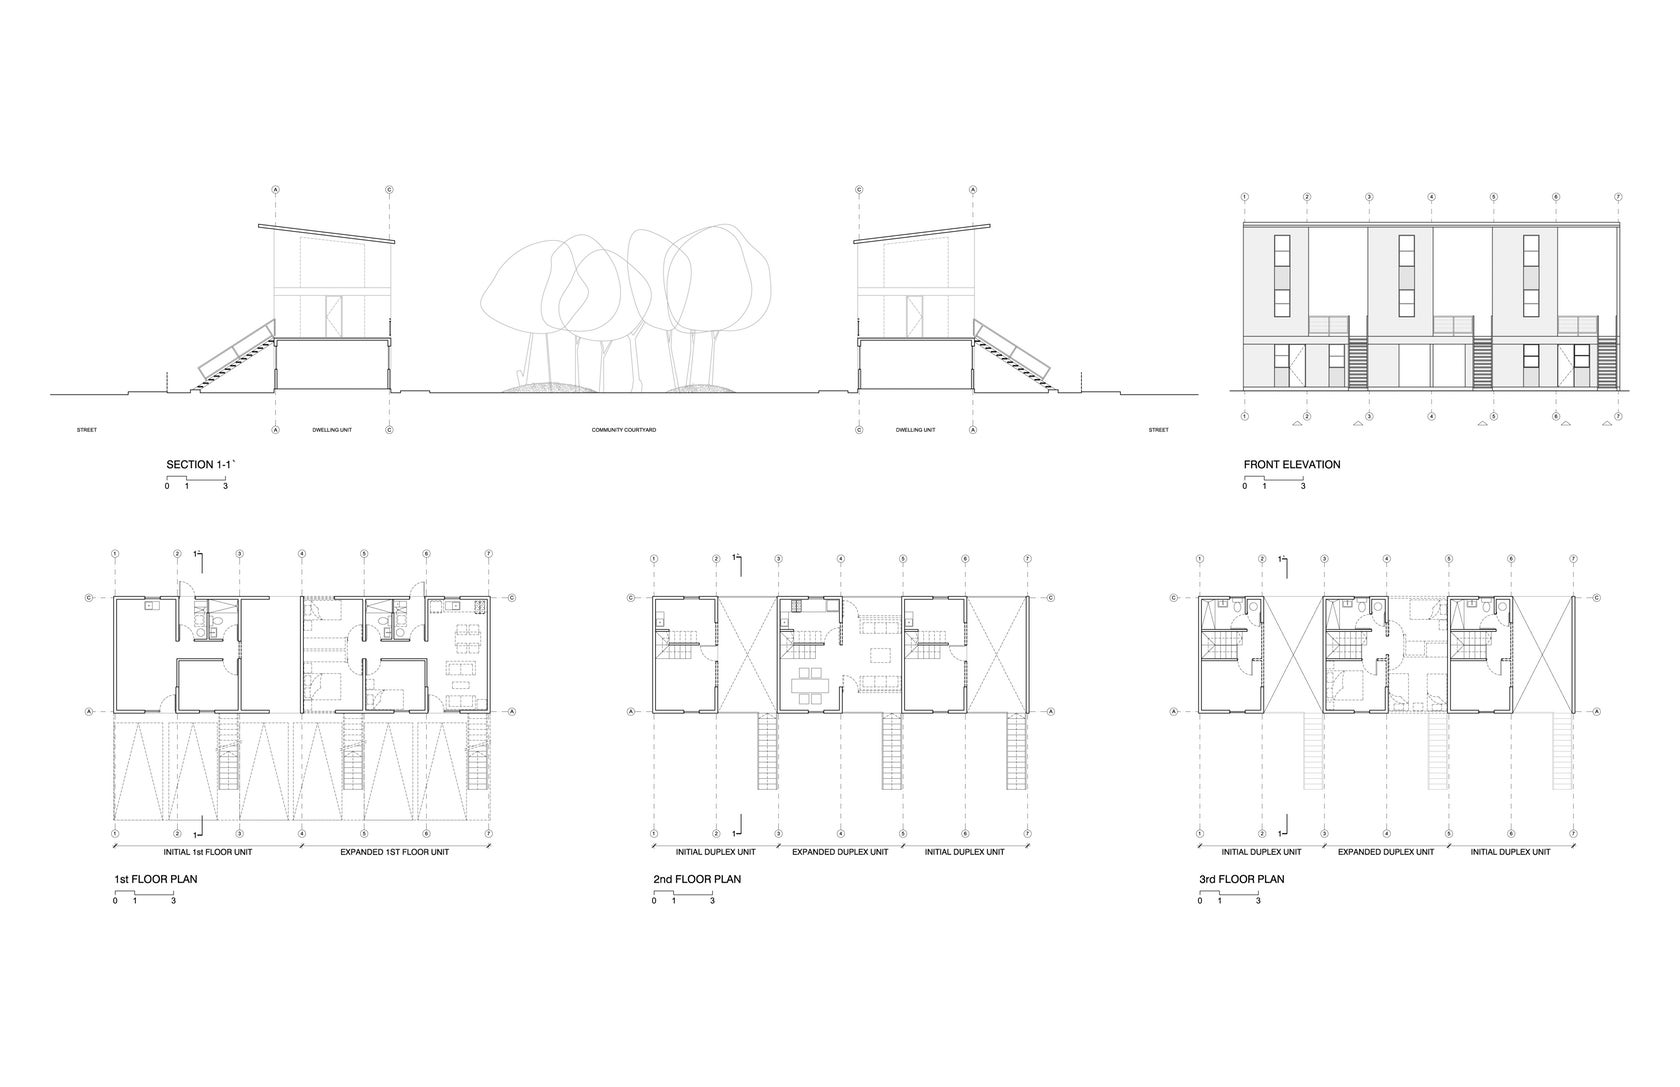 A C C A
STREET DWELLING UNIT COMMUNITY COURTYARD DWELLING UNIT STREET
A C C A
SECTION 1-1`
0 1 3
1 2 3 4 5 6 7
1 2 3 4 5 6 7
FRONT ELEVATION
0 1 3
1 2 1` 3 4 5 6 7
C C
A A
1 2 1 3 4 5 6 7
INITIAL 1st FLOOR UNIT EXPANDED 1ST FLOOR UNIT
1st FLOOR PLAN
0 1 3
1 2 1` 3 4 5 6 7
C C
A A
1 2 1 3 4 5 6 7
INITIAL DUPLEX UNIT EXPANDED DUPLEX UNIT INITIAL DUPLEX UNIT
2nd FLOOR PLAN
0 1 3
1 2 1` 3 4 5 6 7
C C
A A
1 2 1 3 4 5 6 7
INITIAL DUPLEX UNIT EXPANDED DUPLEX UNIT INITIAL DUPLEX UNIT
3rd FLOOR PLAN
0 1 3